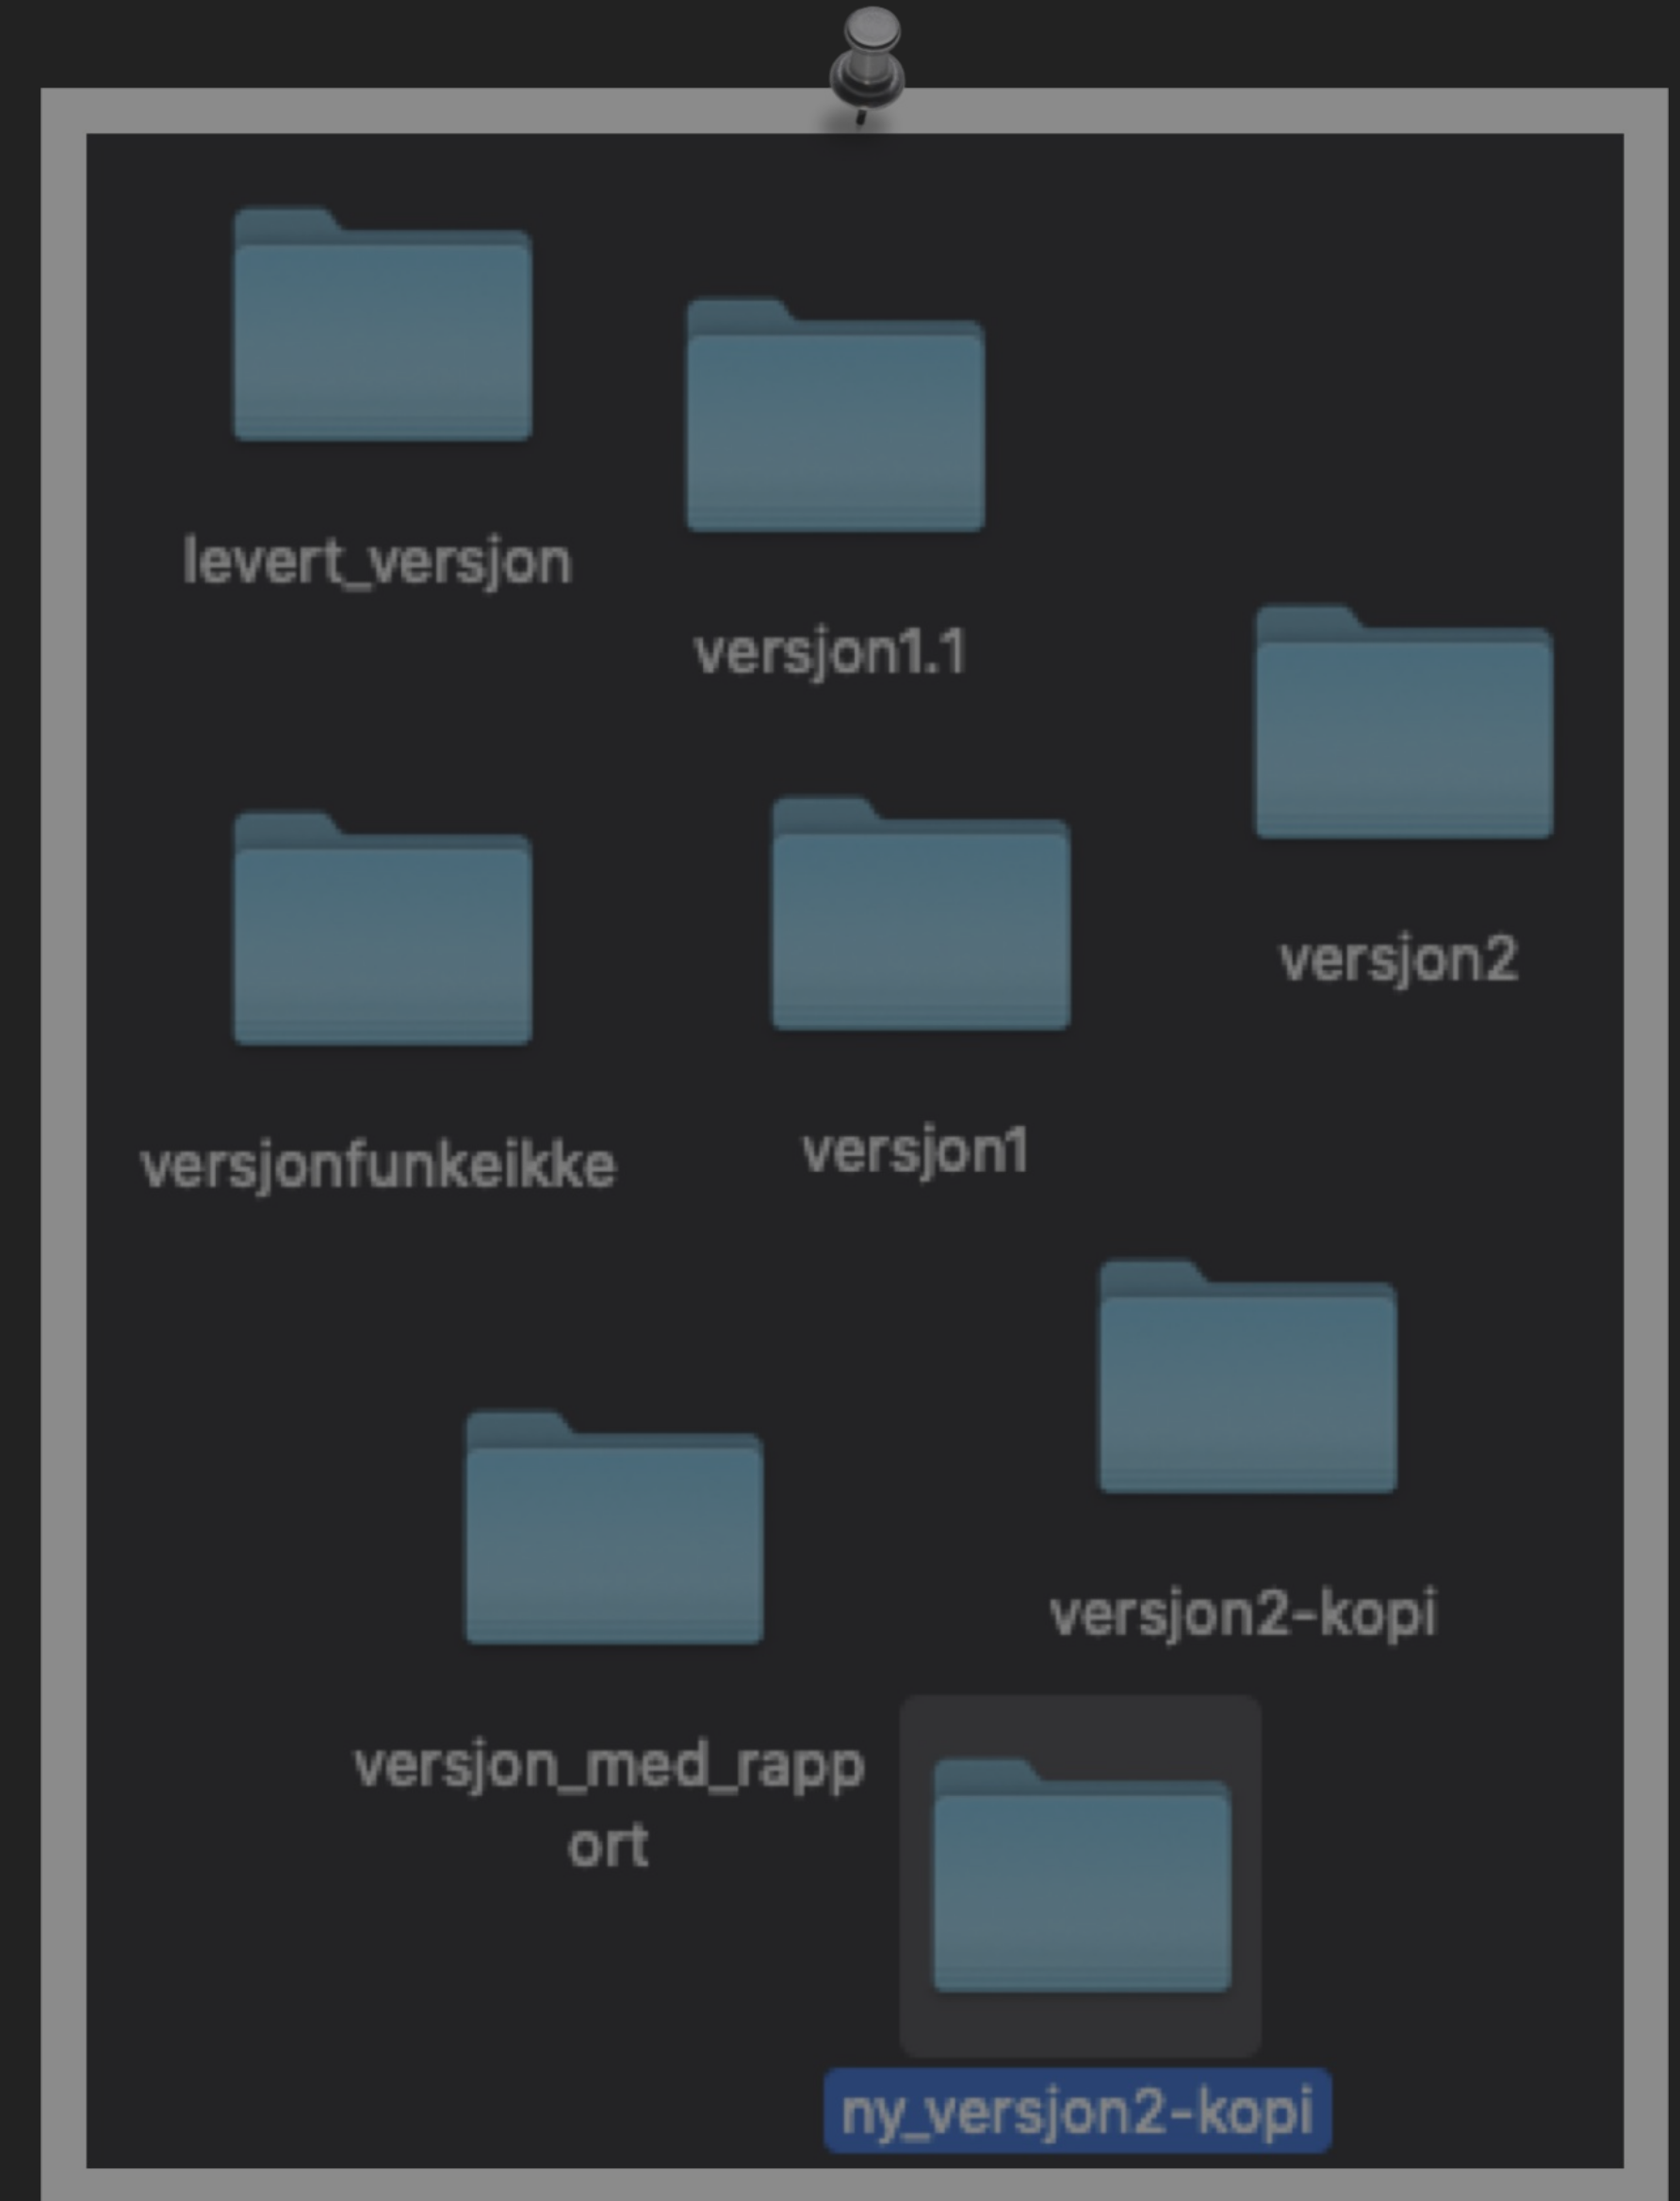 levert_versjon
versjon1.1
versjon2
versjonfunkeikke
versjon1
versjon2-kopi
versjon_med_rapp
ort
ny_versjon2-kopi